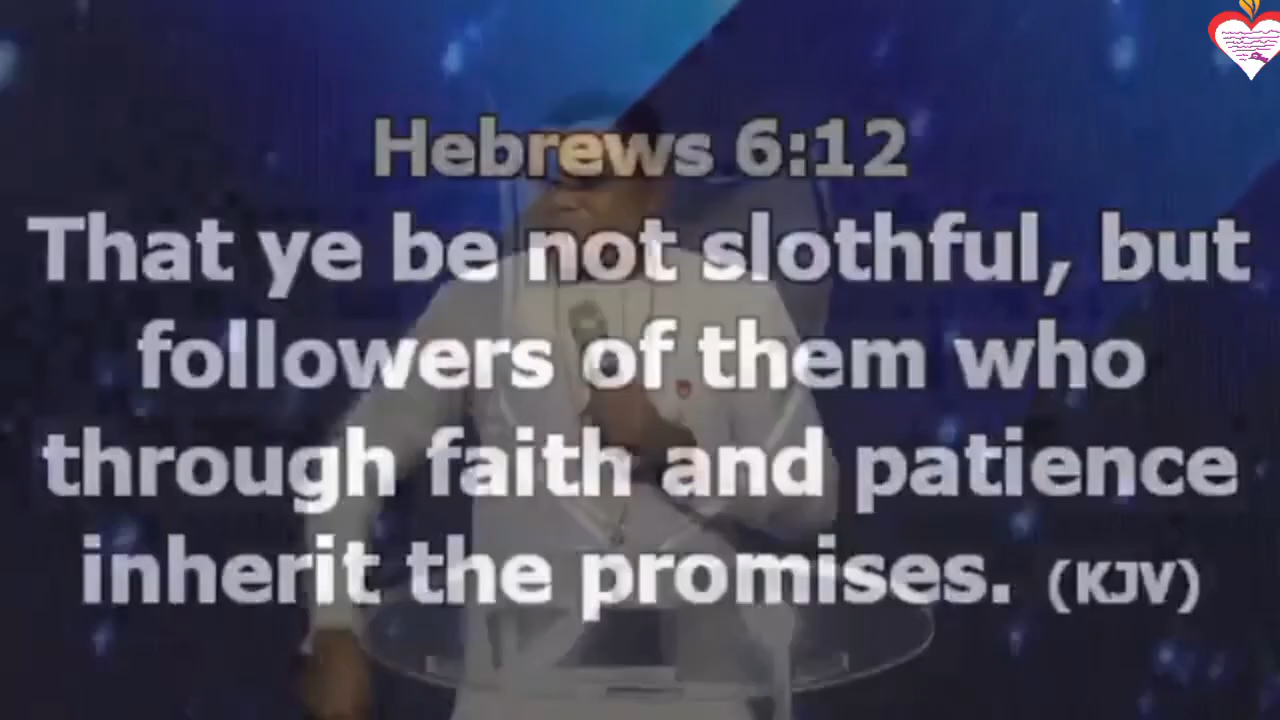 Hebrews 6:12
That ye be not slothful, but
followers of them who
through faith and patience
inherit the promises. (KJV)